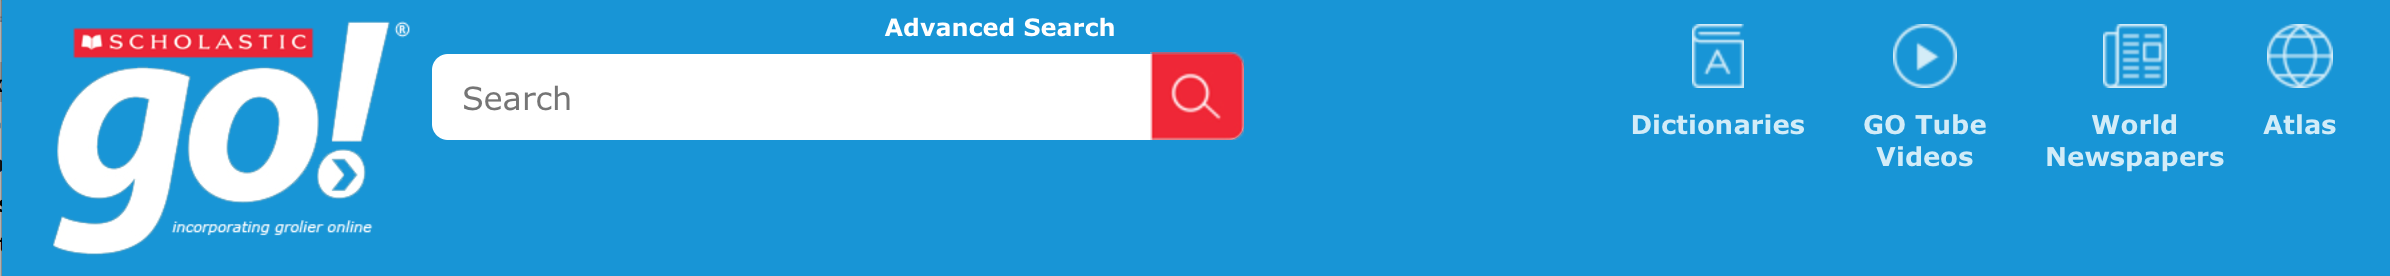 SCHOLASTIC
go!®
incorporating grolier online
Advanced Search
Search
Dictionaries
GO Tube
Videos
World
Newspapers
Atlas